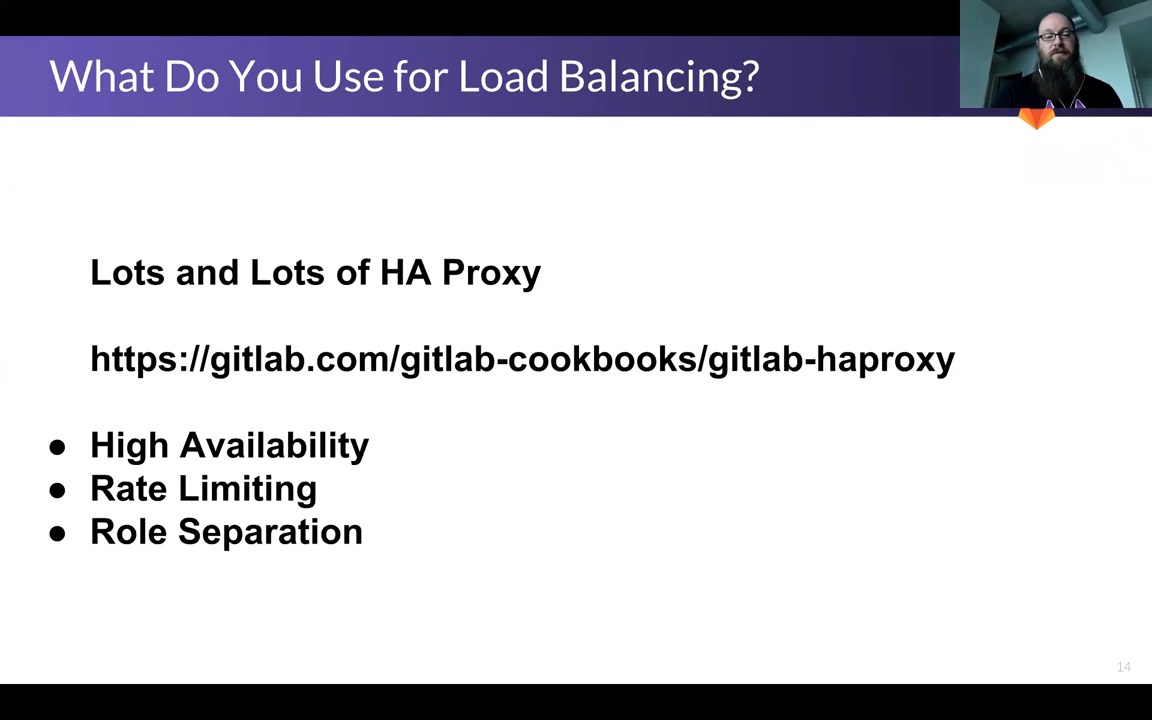 What Do You Use for Load Balancing?
Lots and Lots of HA Proxy
https://gitlab.com/gitlab-cookbooks/gitlab-haproxy
● High Availability
● Rate Limiting
● Role Separation
14